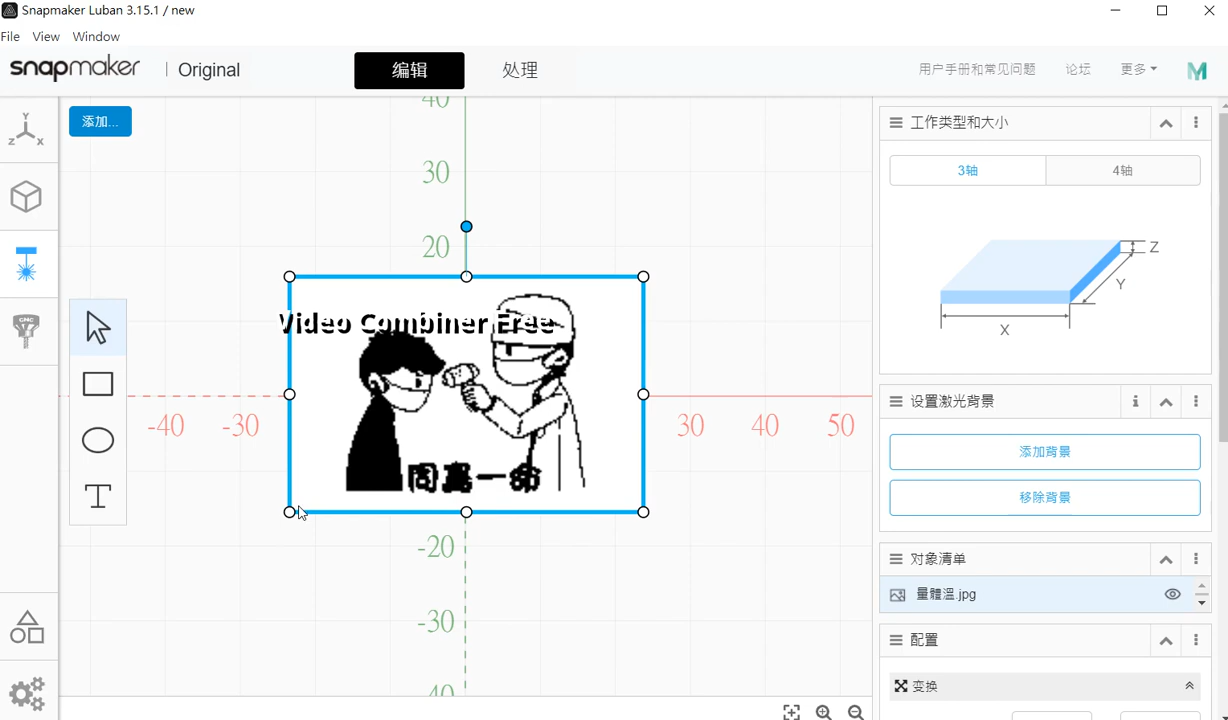 Snapmaker Luban 3.15.1 / new
File View Window
snapmaker | Original
编辑
处理
用户手册和常见问题
论坛
更多
M
添加...
Y
Z X
CNC
T
40
30
20
-40 -30
30 40 50
-20
-30
40
Video Combiner Free
工作类型和大小
3轴
4轴
Z
Y
X
设置激光背景
i
添加背景
移除背景
对象清单
量體溫.jpg
配置
变换